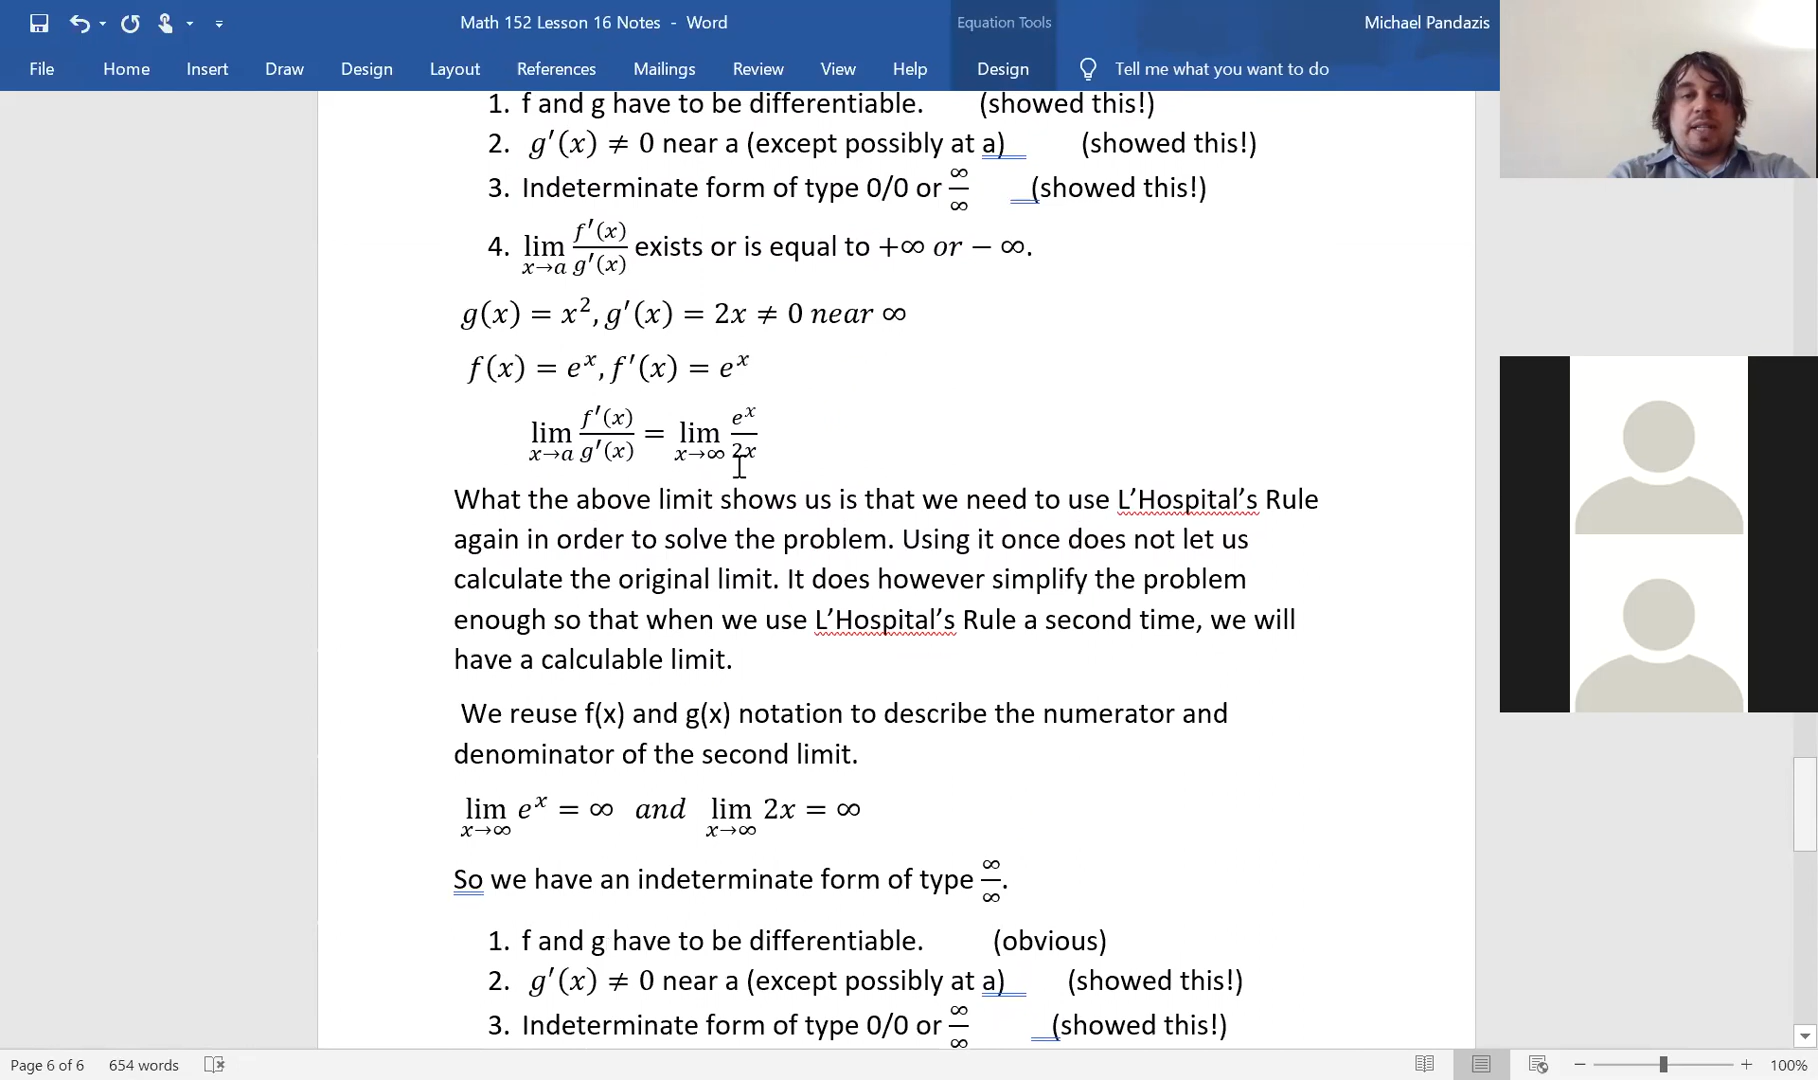 Math 152 Lesson 16 Notes - Word
Equation Tools
Michael Pandazis
File Home Insert Draw Design Layout References Mailings Review View Help Design Tell me what you want to do
1. f and g have to be differentiable. (showed this!)
2. g′(x) ≠ 0 near a (except possibly at a) (showed this!)
3. Indeterminate form of type 0/0 or ∞/∞ (showed this!)
4. lim x→a f′(x)/g′(x) exists or is equal to +∞ or − ∞.
g(x) = x², g′(x) = 2x ≠ 0 near ∞
f(x) = eˣ, f′(x) = eˣ
lim x→a f′(x)/g′(x) = lim x→∞ eˣ/2x
What the above limit shows us is that we need to use L’Hospital’s Rule
again in order to solve the problem. Using it once does not let us
calculate the original limit. It does however simplify the problem
enough so that when we use L’Hospital’s Rule a second time, we will
have a calculable limit.
We reuse f(x) and g(x) notation to describe the numerator and
denominator of the second limit.
lim x→∞ eˣ = ∞ and lim x→∞ 2x = ∞
So we have an indeterminate form of type ∞/∞.
1. f and g have to be differentiable. (obvious)
2. g′(x) ≠ 0 near a (except possibly at a) (showed this!)
3. Indeterminate form of type 0/0 or ∞/∞ (showed this!)
Page 6 of 6 654 words 100%